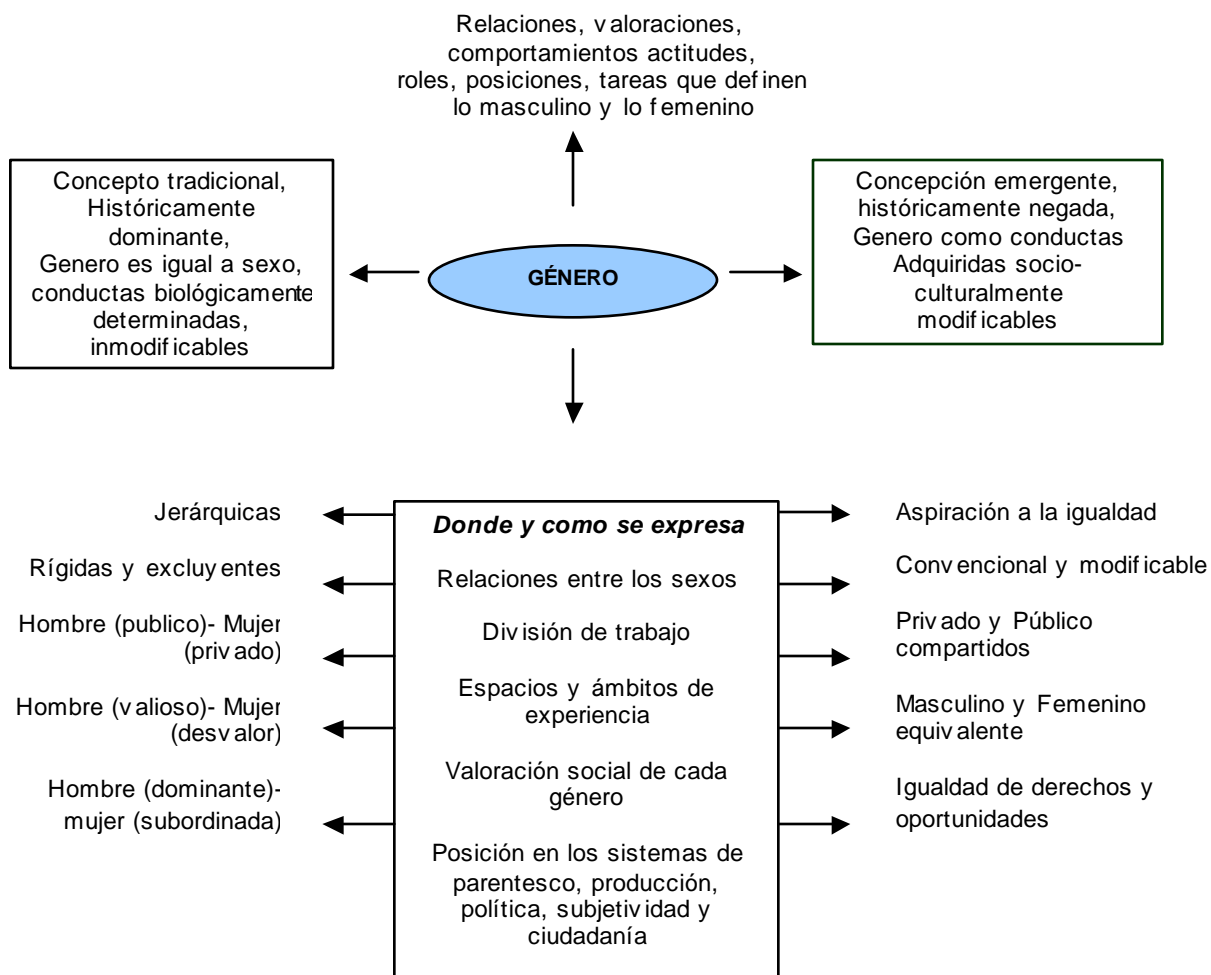 Relaciones, valoraciones,
comportamientos actitudes,
roles, posiciones, tareas que definen
lo masculino y lo femenino
Concepto tradicional,
Históricamente
dominante,
Genero es igual a sexo,
conductas biológicamente
determinadas,
inmodificables
GÉNERO
Concepción emergente,
históricamente negada,
Genero como conductas
Adquiridas socio-
culturalmente
modificables
Jerárquicas
Rígidas y excluyentes
Hombre (publico)- Mujer
(privado)
Hombre (valioso)- Mujer
(desvalor)
Hombre (dominante)-
mujer (subordinada)
Donde y como se expresa
Relaciones entre los sexos
División de trabajo
Espacios y ámbitos de
experiencia
Valoración social de cada
género
Posición en los sistemas de
parentesco, producción,
política, subjetividad y
ciudadanía
Aspiración a la igualdad
Convencional y modificable
Privado y Público
compartidos
Masculino y Femenino
equivalente
Igualdad de derechos y
oportunidades